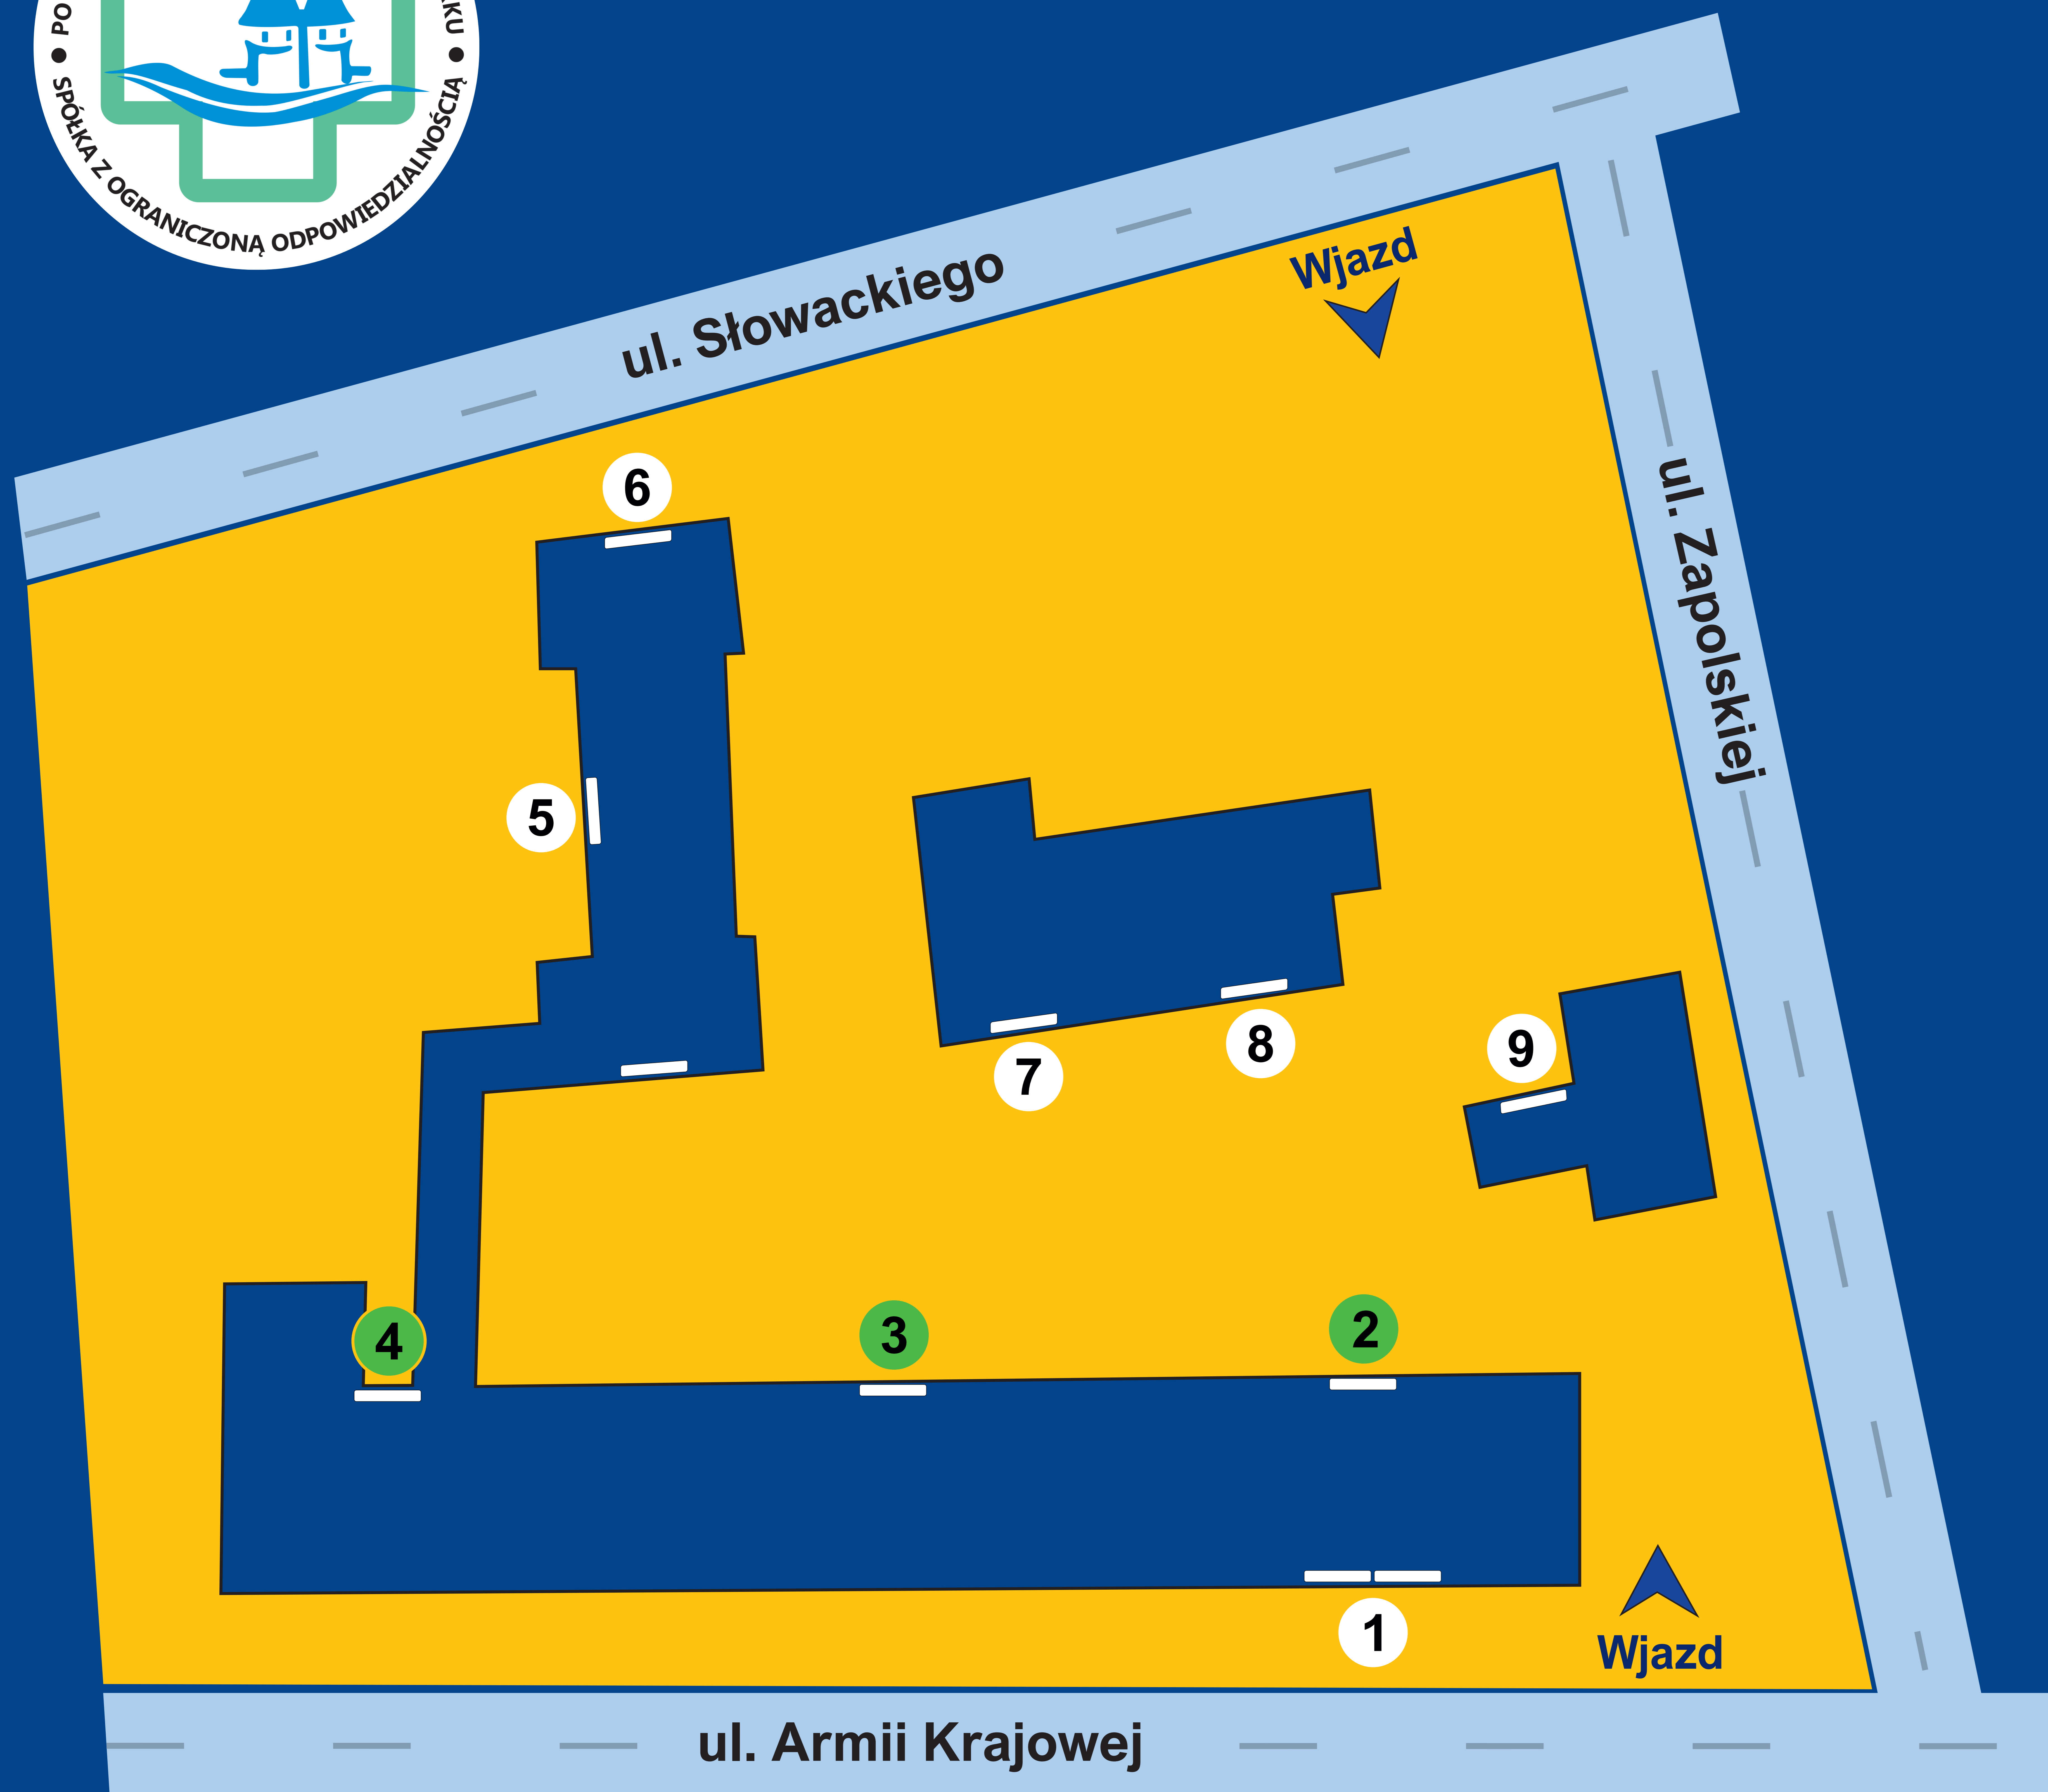 PO
KU
SPÓŁKA Z OGRANICZONĄ ODPOWIEDZIALNOŚCIĄ
Wjazd
ul. Słowackiego
6
ul. Zapolskiej
5
7
8
9
4
3
2
1
Wjazd
ul. Armii Krajowej